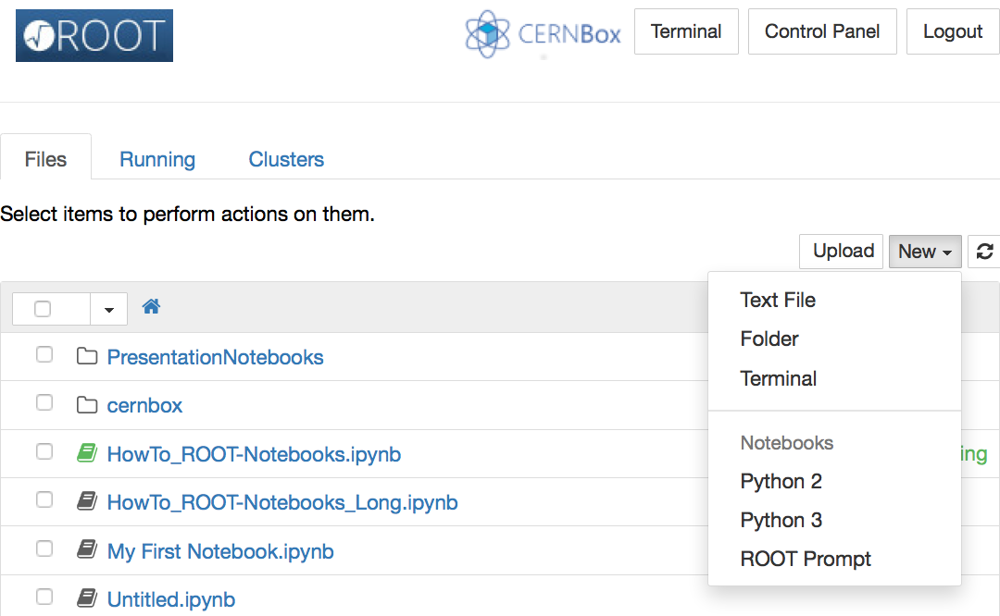 ROOT
CERNBox
Terminal
Control Panel
Logout
Files
Running
Clusters
Select items to perform actions on them.
Upload
New
Text File
Folder
Terminal
Notebooks
Python 2
Python 3
ROOT Prompt
PresentationNotebooks
cernbox
HowTo_ROOT-Notebooks.ipynb
ing
HowTo_ROOT-Notebooks_Long.ipynb
My First Notebook.ipynb
Untitled.ipynb